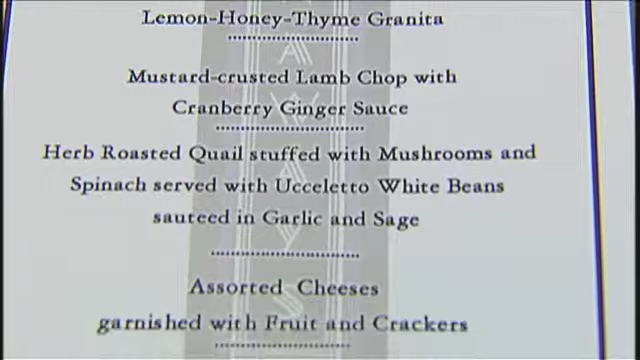 Lemon-Honey-Thyme Granita
Mustard-crusted Lamb Chop with
Cranberry Ginger Sauce
Herb Roasted Quail stuffed with Mushrooms and
Spinach served with Ucceletto White Beans
sauteed in Garlic and Sage
Assorted Cheeses
garnished with Fruit and Crackers